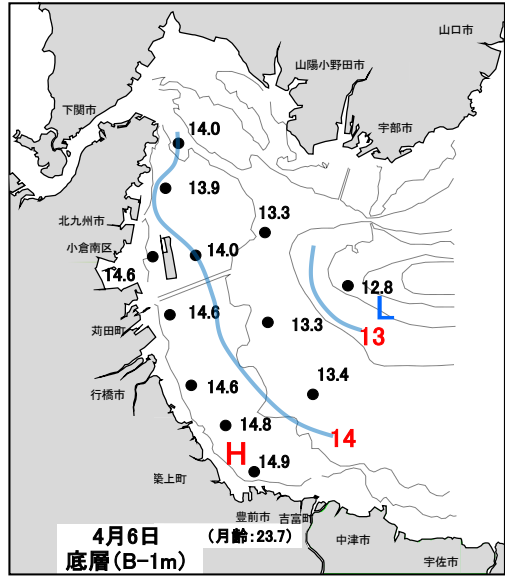 山口市
山陽小野田市
下関市
宇部市
14.0
13.9
北九州市
13.3
小倉南区
14.0
14.6
12.8
L
苅田町
14.6
13.3
13
行橋市
14.6
13.4
14.8
14
H
14.9
築上町
豊前市
吉富町
中津市
宇佐市
4月6日 (月齢:23.7)
底層(B-1m)